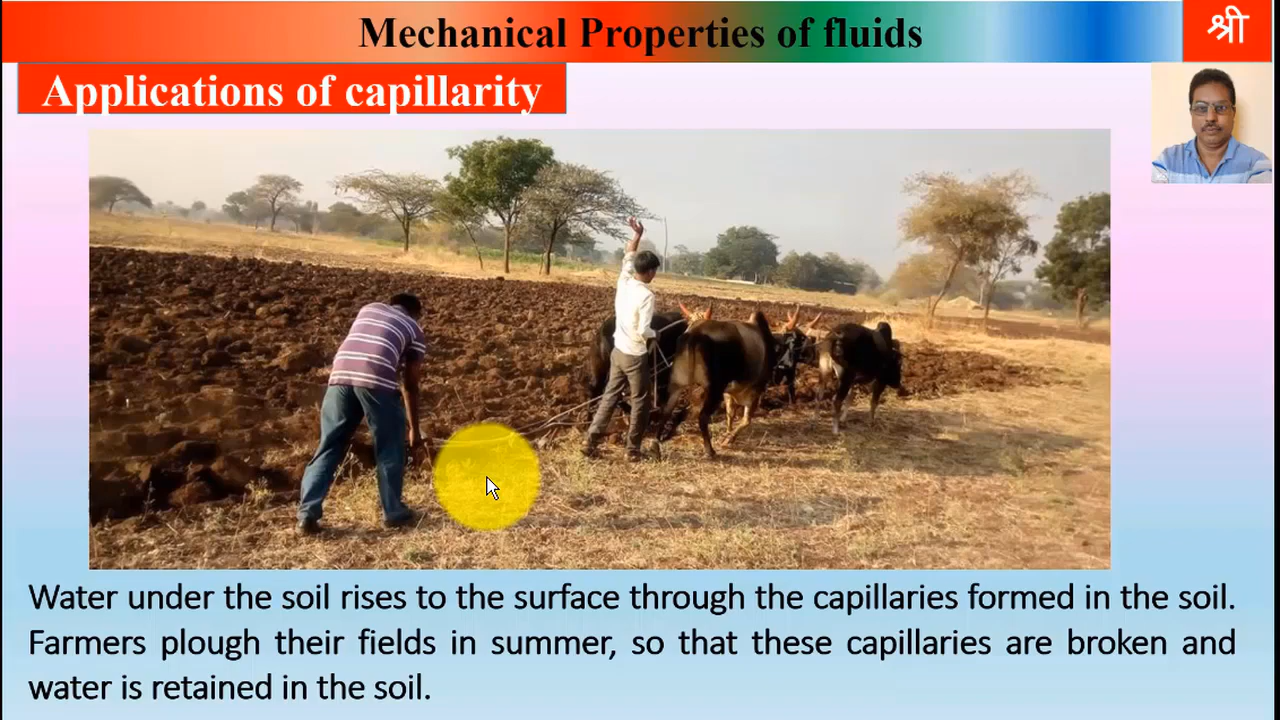 Mechanical Properties of fluids
श्री
Applications of capillarity
Water under the soil rises to the surface through the capillaries formed in the soil.
Farmers plough their fields in summer, so that these capillaries are broken and
water is retained in the soil.